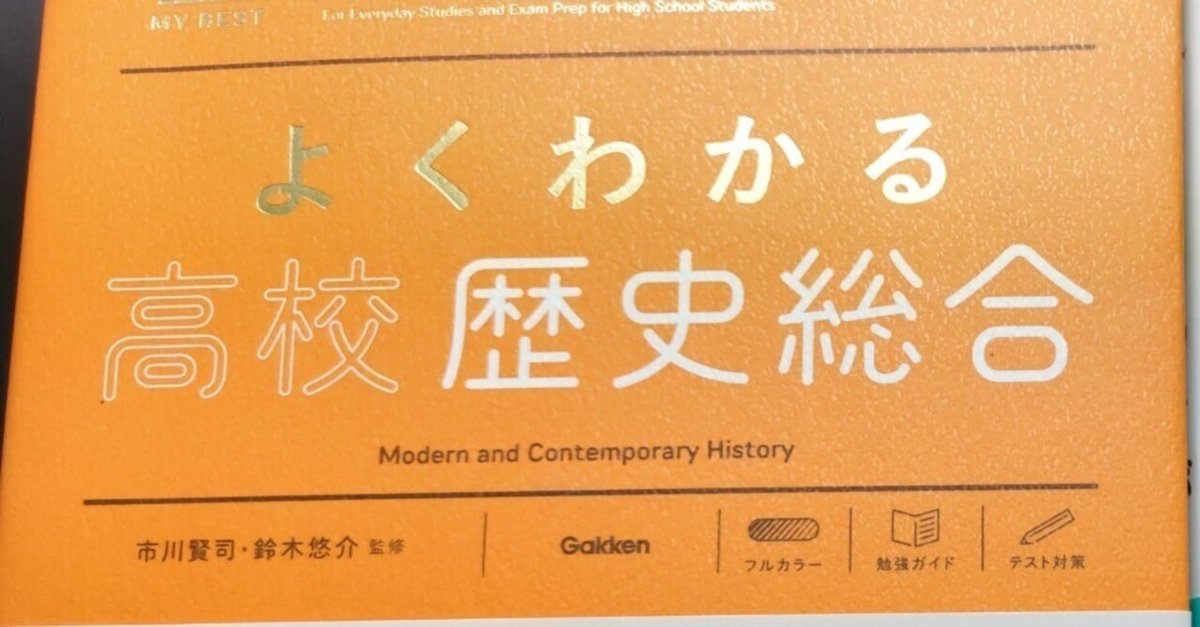 MY BEST
For Everyday Studies and Exam Prep for High School Students
よくわかる
高校 歴史総合
Modern and Contemporary History
市川賢司・鈴木悠介 監修
Gakken
フルカラー
勉強ガイド
テスト対策